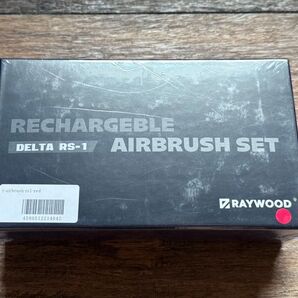 RECHARGEBLE
DELTA RS-1
AIRBRUSH SET
RAYWOOD